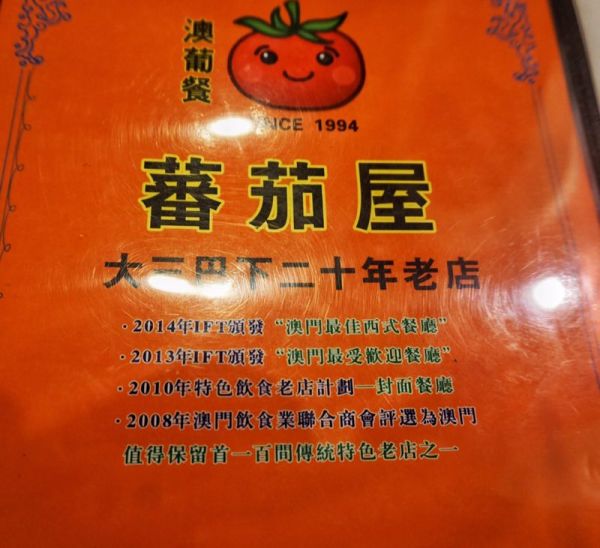 澳葡餐
SINCE 1994
蕃茄屋
大三巴下二十年老店
·2014年IFT頒發“澳門最佳西式餐廳”
·2013年IFT頒發“澳門最受歡迎餐廳”
·2010年特色飲食老店計劃—封面餐廳
·2008年澳門飲食業聯合商會評選為澳門
值得保留首一百間傳統特色老店之一